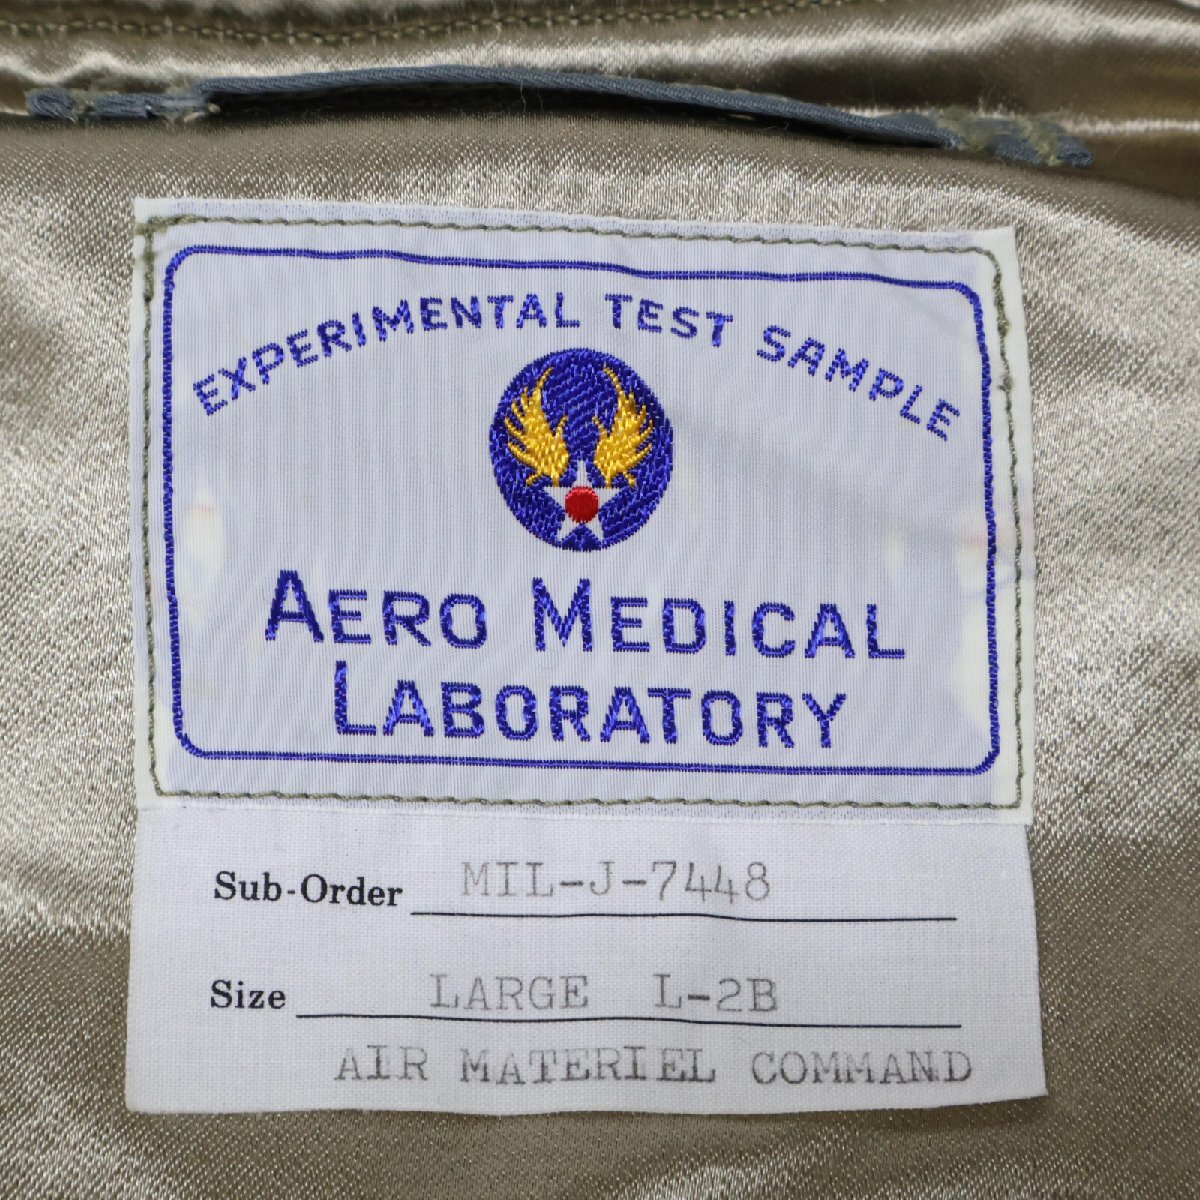 EXPERIMENTAL TEST SAMPLE
AERO MEDICAL
LABORATORY
Sub-Order MIL-J-7448
Size LARGE L-2B
AIR MATERIEL COMMAND